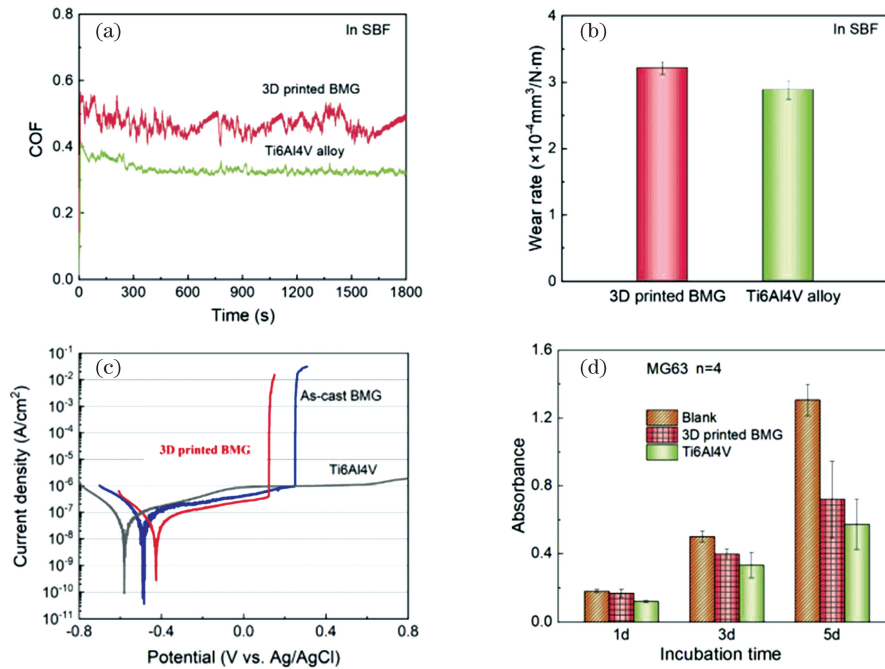 (a)
In SBF
3D printed BMG
Ti6Al4V alloy
COF
0.8
0.6
0.4
0.2
0.0
0 300 600 900 1200 1500 1800
Time (s)
(b)
In SBF
Wear rate (×10⁻⁴mm³/N·m)
4
3
2
1
0
3D printed BMG Ti6Al4V alloy
(c)
As-cast BMG
3D printed BMG
Ti6Al4V
Current density (A/cm²)
10⁻¹
10⁻²
10⁻³
10⁻⁴
10⁻⁵
10⁻⁶
10⁻⁷
10⁻⁸
10⁻⁹
10⁻¹⁰
10⁻¹¹
-0.8 -0.4 0.0 0.4 0.8
Potential (V vs. Ag/AgCl)
(d)
MG63 n=4
Blank
3D printed BMG
Ti6Al4V
Absorbance
1.6
1.2
0.8
0.4
0.0
1d 3d 5d
Incubation time